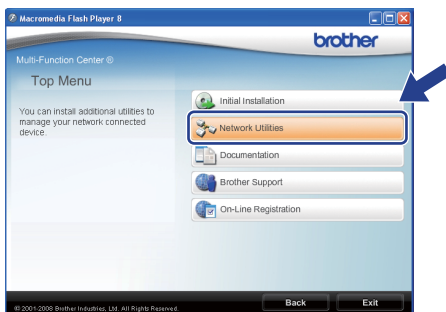 Macromedia Flash Player 8
brother
Multi-Function Center ®
Top Menu
You can install additional utilities to
manage your network connected
device.
Initial Installation
Network Utilities
Documentation
Brother Support
On-Line Registration
© 2001-2008 Brother Industries, Ltd. All Rights Reserved.
Back
Exit